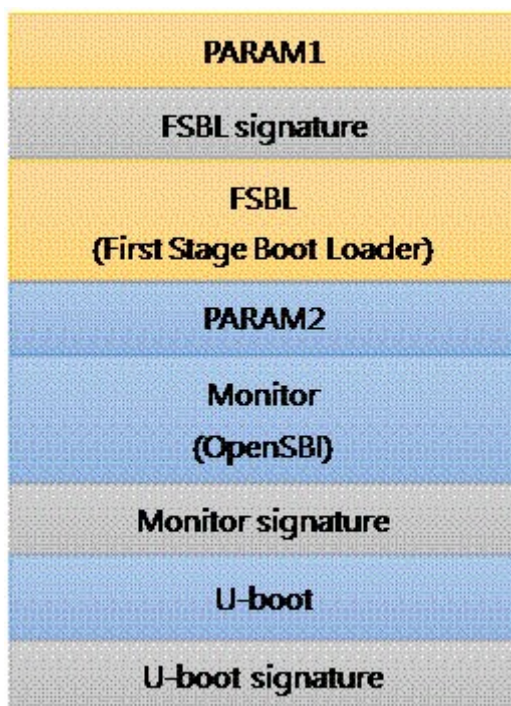 PARAM1
FSBL signature
FSBL
(First Stage Boot Loader)
PARAM2
Monitor
(OpenSBI)
Monitor signature
U-boot
U-boot signature